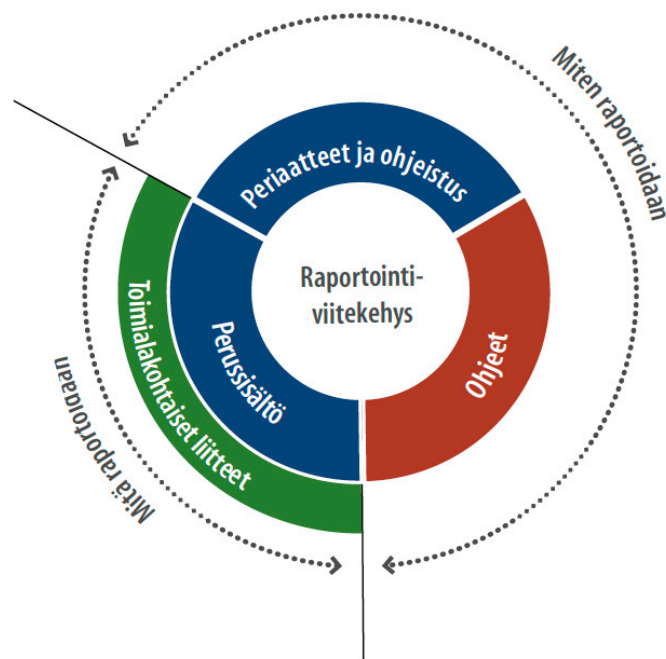 Miten raportoidaan
Periaatteet ja ohjeistus
Raportointi-
viitekehys
Ohjeet
Perussisältö
Toimialakohtaiset liitteet
Mitä raportoidaan